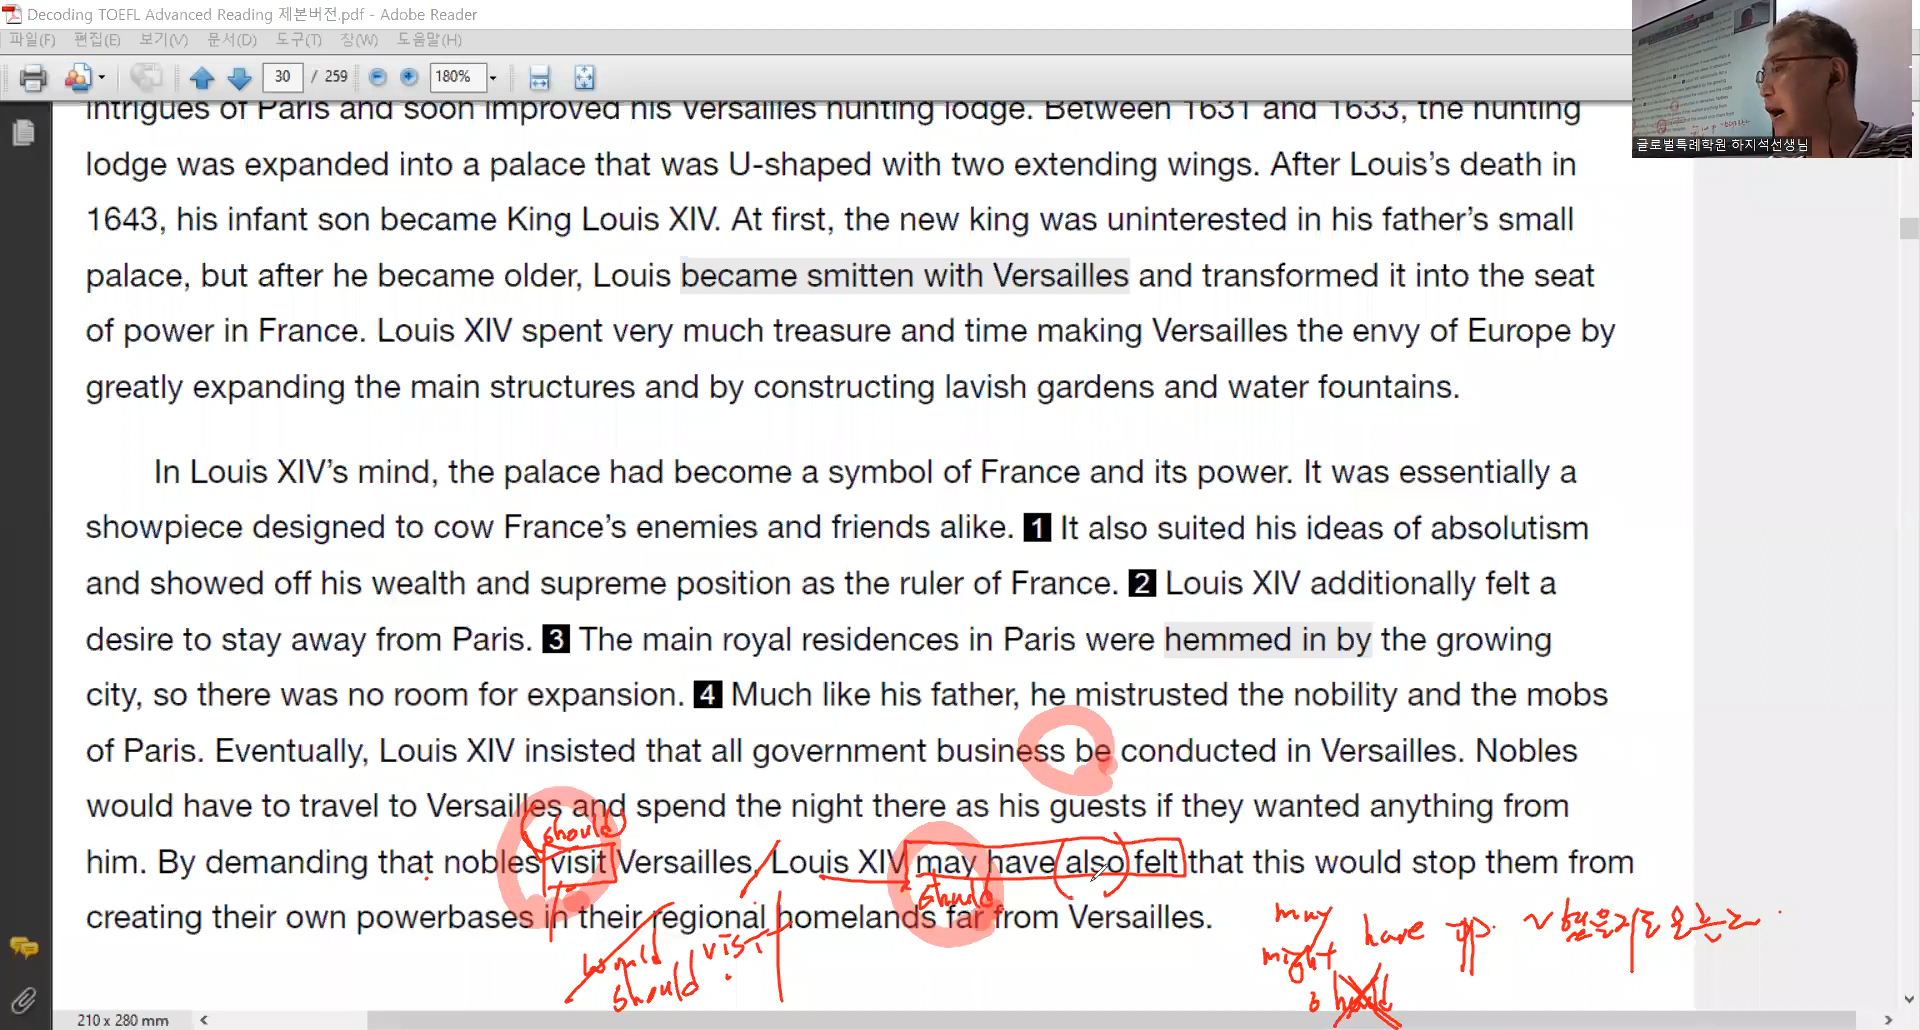 Decoding TOEFL Advanced Reading 제본버전.pdf - Adobe Reader
파일(F) 편집(E) 보기(V) 문서(D) 도구(T) 창(W) 도움말(H)
30 / 259 180%
글로벌특례학원 하지석선생님
intrigues of Paris and soon improved his Versailles hunting lodge. Between 1631 and 1633, the hunting
lodge was expanded into a palace that was U-shaped with two extending wings. After Louis’s death in
1643, his infant son became King Louis XIV. At first, the new king was uninterested in his father’s small
palace, but after he became older, Louis became smitten with Versailles and transformed it into the seat
of power in France. Louis XIV spent very much treasure and time making Versailles the envy of Europe by
greatly expanding the main structures and by constructing lavish gardens and water fountains.
In Louis XIV’s mind, the palace had become a symbol of France and its power. It was essentially a
showpiece designed to cow France’s enemies and friends alike. 1 It also suited his ideas of absolutism
and showed off his wealth and supreme position as the ruler of France. 2 Louis XIV additionally felt a
desire to stay away from Paris. 3 The main royal residences in Paris were hemmed in by the growing
city, so there was no room for expansion. 4 Much like his father, he mistrusted the nobility and the mobs
of Paris. Eventually, Louis XIV insisted that all government business be conducted in Versailles. Nobles
would have to travel to Versailles and spend the night there as his guests if they wanted anything from
should
him. By demanding that nobles visit Versailles, Louis XIV may have also felt that this would stop them from
should
creating their own powerbases in their regional homelands far from Versailles.
would
should visit
may
might have pp. ~했을지도 모른다
should
210 x 280 mm